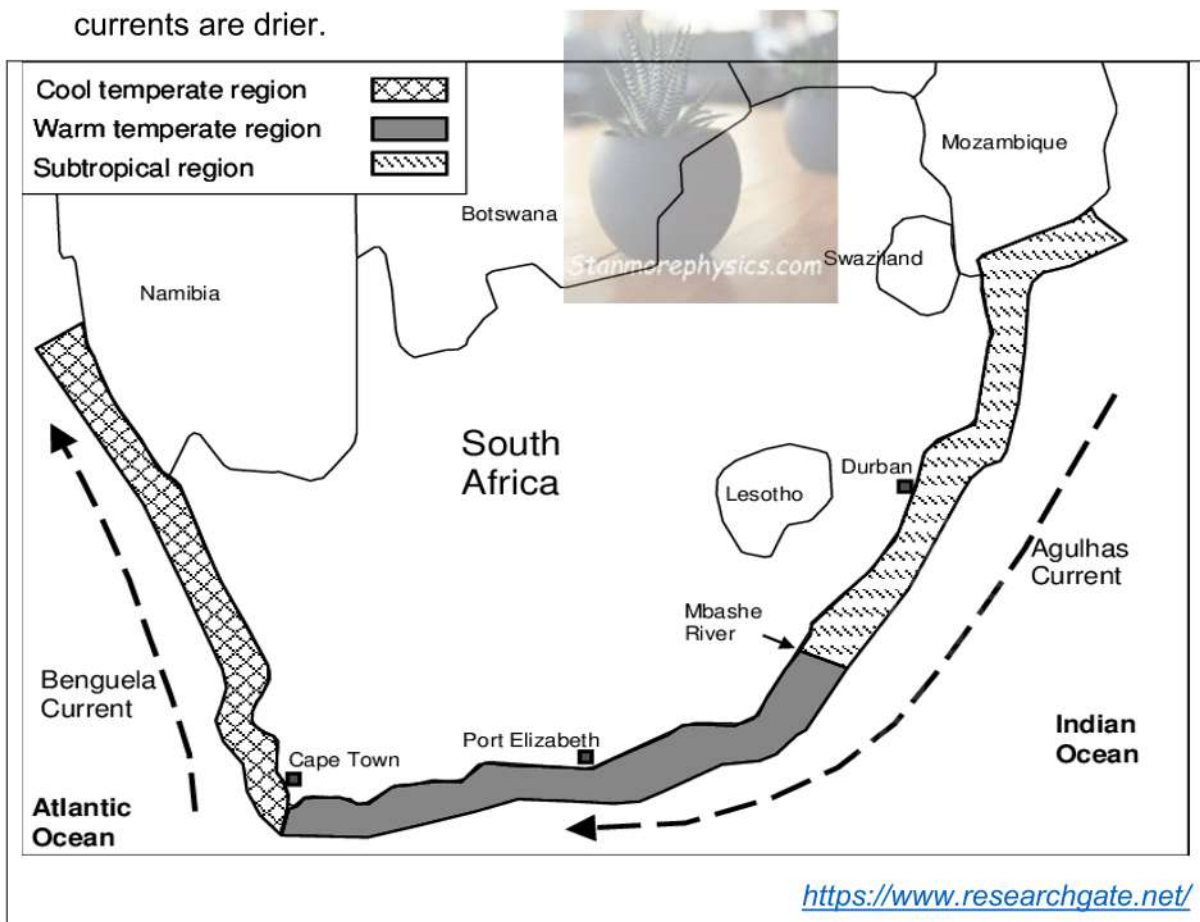 currents are drier.
Cool temperate region
Warm temperate region
Subtropical region
Mozambique
Botswana
Stanmorephysics.com
Swaziland
Namibia
South
Africa
Durban
Lesotho
Agulhas
Current
Mbashe
River
Benguela
Current
Port Elizabeth
Indian
Ocean
Cape Town
Atlantic
Ocean
https://www.researchgate.net/